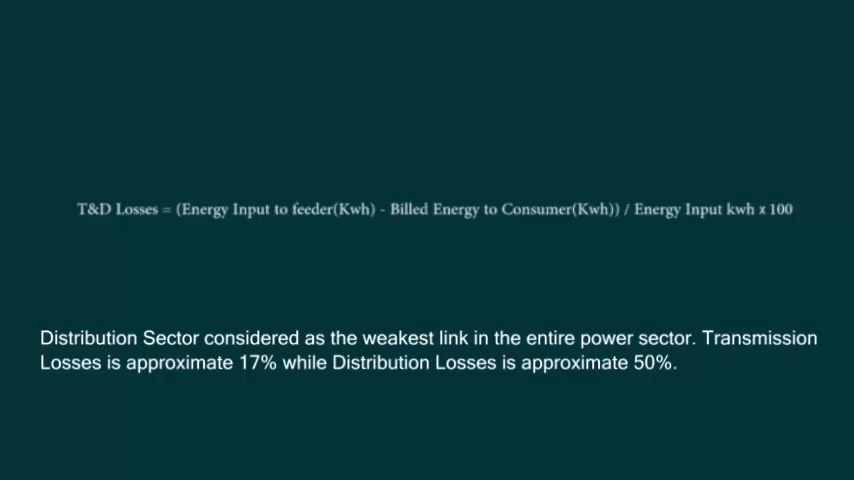 T&D Losses = (Energy Input to feeder(Kwh) - Billed Energy to Consumer(Kwh)) / Energy Input kwh x 100
Distribution Sector considered as the weakest link in the entire power sector. Transmission
Losses is approximate 17% while Distribution Losses is approximate 50%.